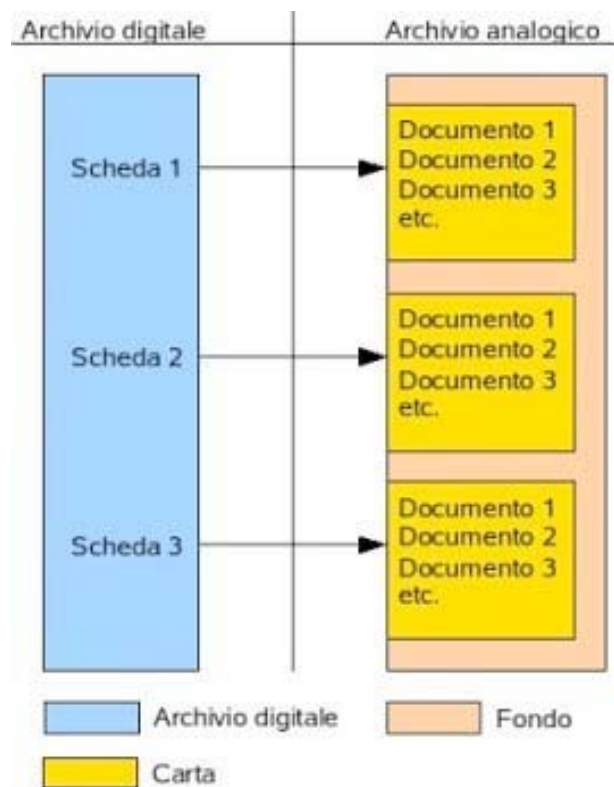 Archivio digitale
Archivio analogico
Scheda 1
Documento 1
Documento 2
Documento 3
etc.
Scheda 2
Documento 1
Documento 2
Documento 3
etc.
Scheda 3
Documento 1
Documento 2
Documento 3
etc.
Archivio digitale
Fondo
Carta